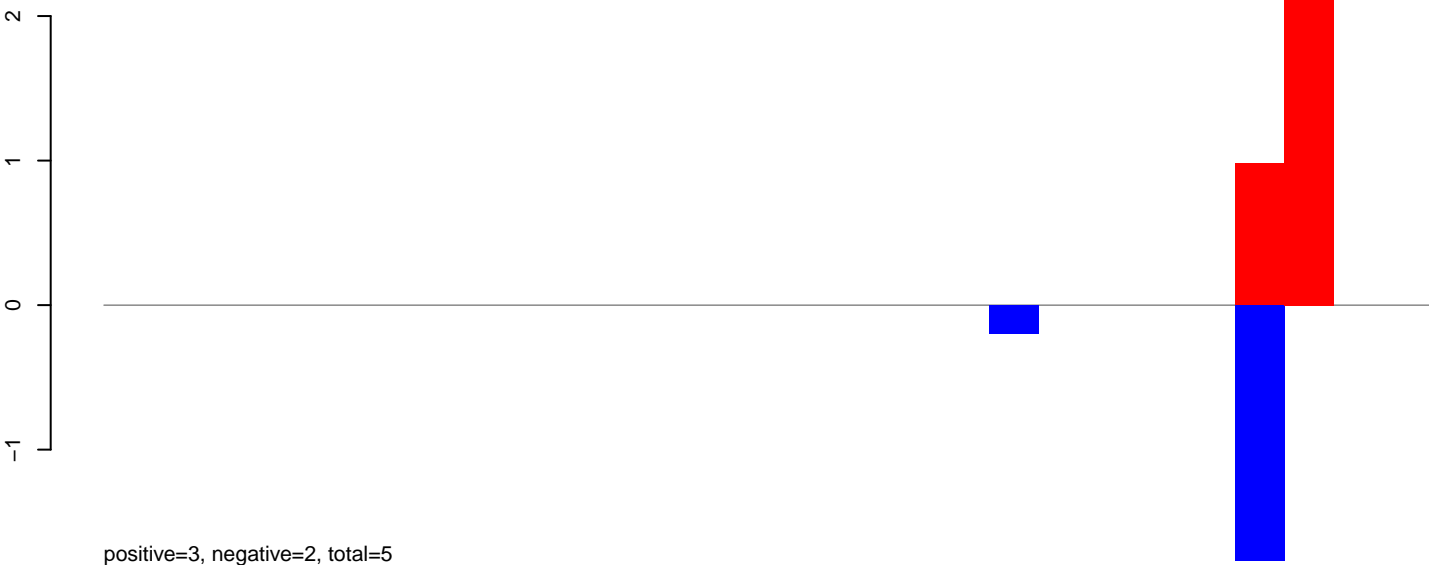 2
1
0
−1
positive=3, negative=2, total=5